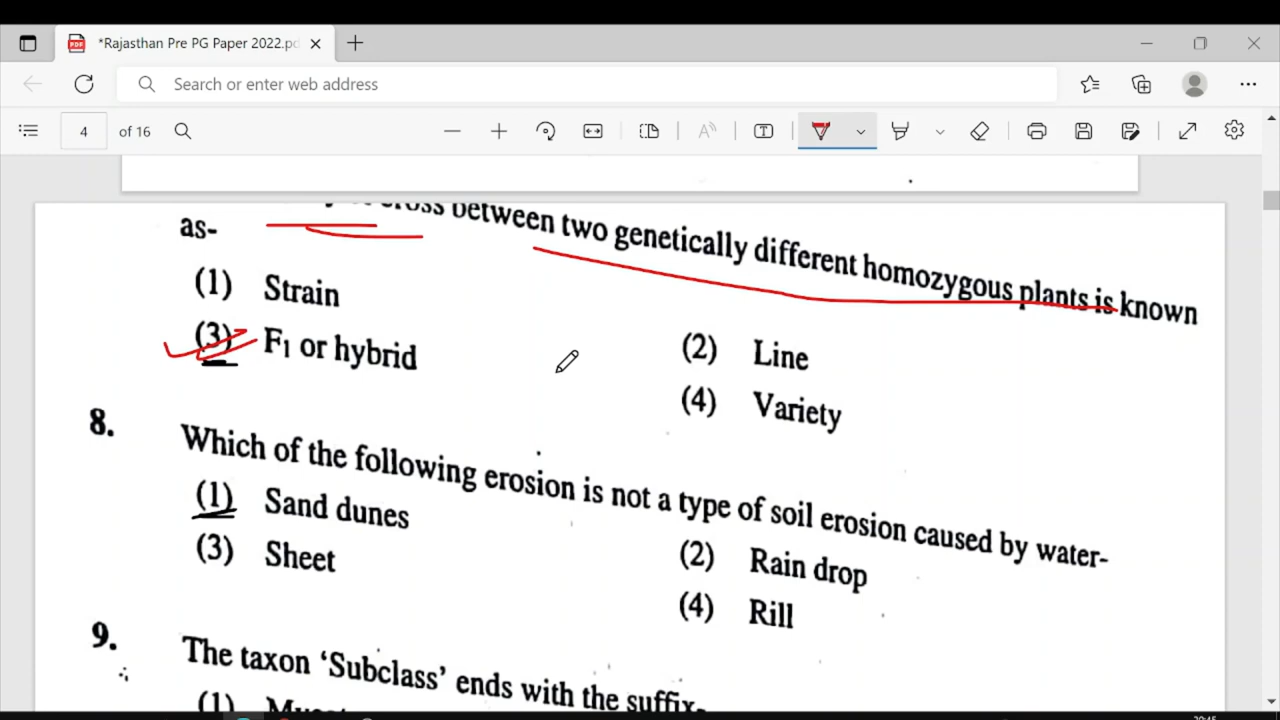 *Rajasthan Pre PG Paper 2022.pd
Search or enter web address
4 of 16
cross between two genetically different homozygous plants is known
as-
(1) Strain
(2) Line
(3) F1 or hybrid
(4) Variety
8. Which of the following erosion is not a type of soil erosion caused by water-
(1) Sand dunes
(2) Rain drop
(3) Sheet
(4) Rill
9. The taxon ‘Subclass’ ends with the suffix-
(1)